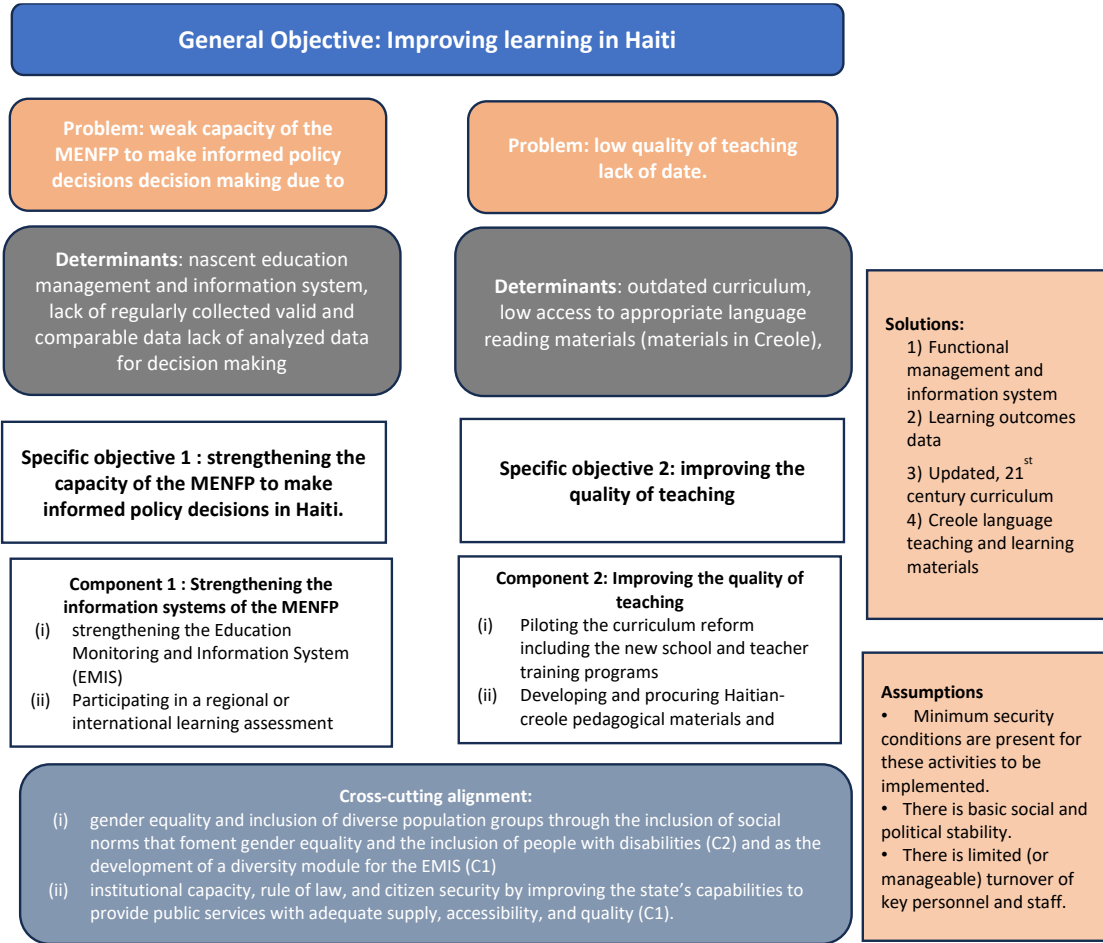 General Objective: Improving learning in Haiti
Problem: weak capacity of the
MENFP to make informed policy
decisions decision making due to
Problem: low quality of teaching
lack of date.
Determinants: nascent education
management and information system,
lack of regularly collected valid and
comparable data lack of analyzed data
for decision making
Determinants: outdated curriculum,
low access to appropriate language
reading materials (materials in Creole),
Specific objective 1 : strengthening the
capacity of the MENFP to make
informed policy decisions in Haiti.
Specific objective 2: improving the
quality of teaching
Component 1 : Strengthening the
information systems of the MENFP
(i) strengthening the Education
Monitoring and Information System
(EMIS)
(ii) Participating in a regional or
international learning assessment
Component 2: Improving the quality of
teaching
(i) Piloting the curriculum reform
including the new school and teacher
training programs
(ii) Developing and procuring Haitian-
creole pedagogical materials and
Cross-cutting alignment:
(i) gender equality and inclusion of diverse population groups through the inclusion of social
norms that foment gender equality and the inclusion of people with disabilities (C2) and as the
development of a diversity module for the EMIS (C1)
(ii) institutional capacity, rule of law, and citizen security by improving the state's capabilities to
provide public services with adequate supply, accessibility, and quality (C1).
Solutions:
1) Functional
management and
information system
2) Learning outcomes
data
3) Updated, 21st
century curriculum
4) Creole language
teaching and learning
materials
Assumptions
• Minimum security
conditions are present for
these activities to be
implemented.
• There is basic social and
political stability.
• There is limited (or
manageable) turnover of
key personnel and staff.